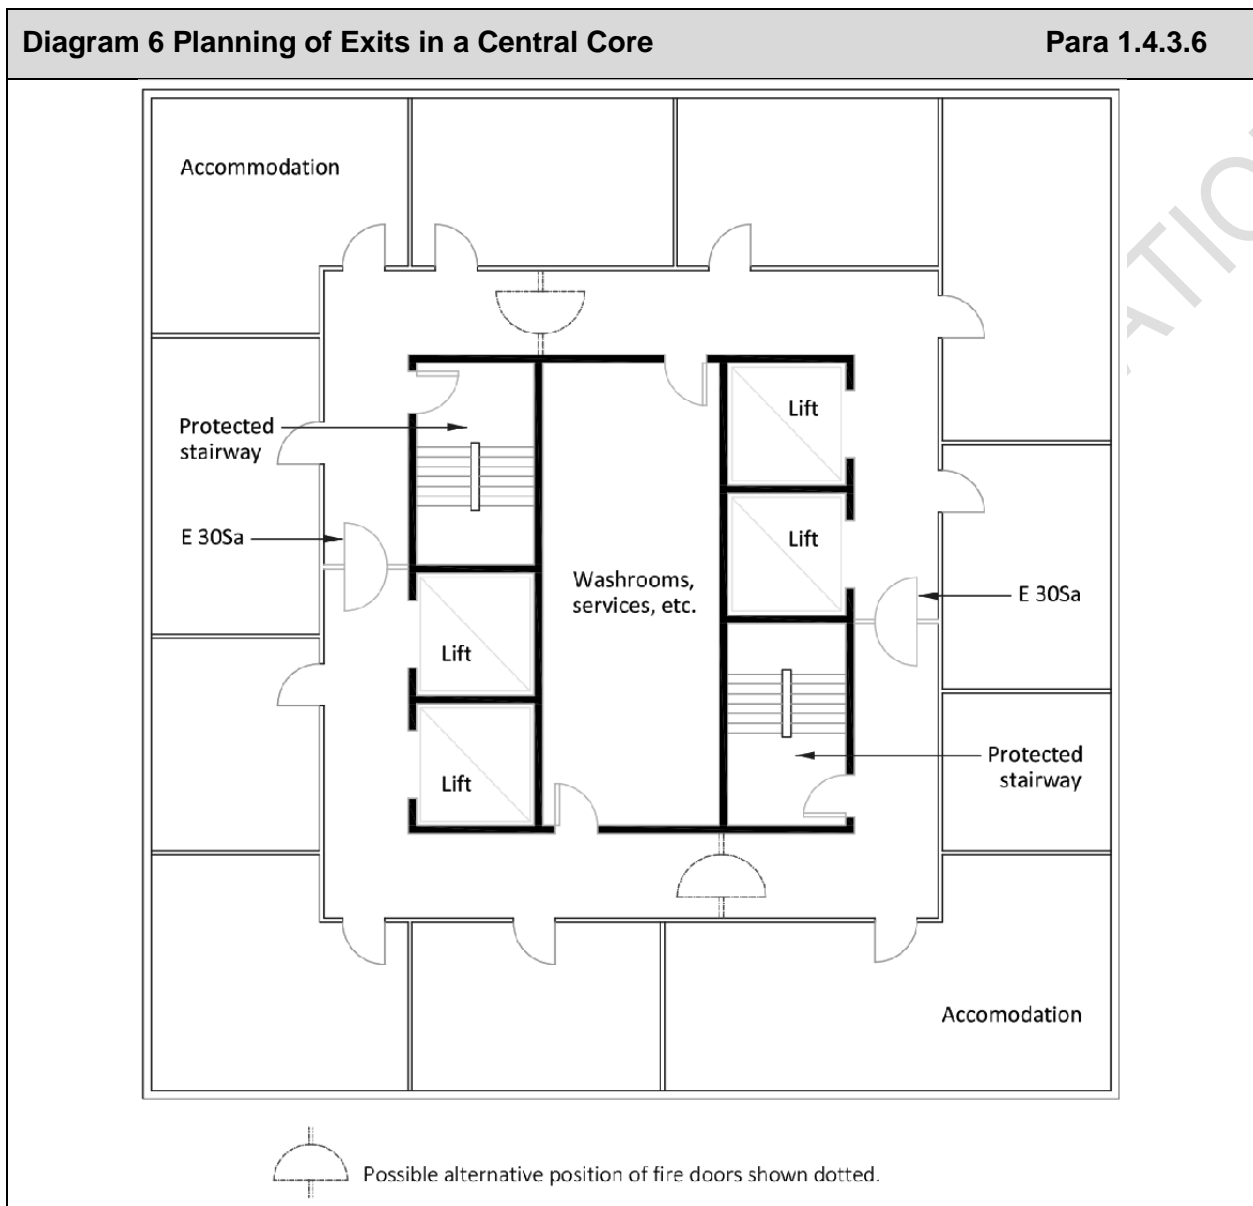 Diagram 6 Planning of Exits in a Central Core Para 1.4.3.6
Accommodation
Lift
Protected
stairway
E 30Sa
Lift
Washrooms,
services, etc.
E 30Sa
Lift
Protected
stairway
Lift
Accomodation
Possible alternative position of fire doors shown dotted.